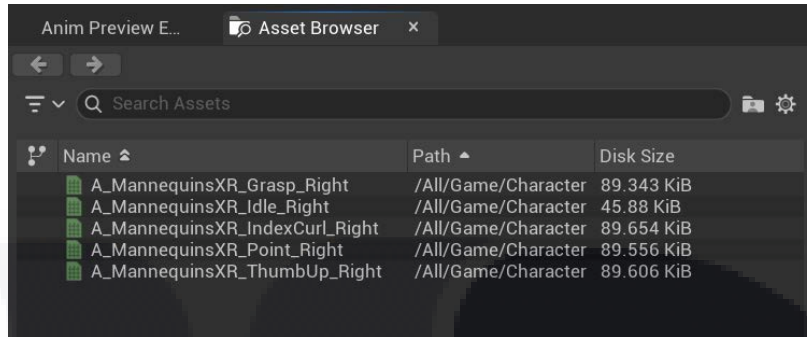 Anim Preview E... Asset Browser
Search Assets
Name Path Disk Size
A_MannequinsXR_Grasp_Right /All/Game/Character 89.343 KiB
A_MannequinsXR_Idle_Right /All/Game/Character 45.88 KiB
A_MannequinsXR_IndexCurl_Right /All/Game/Character 89.654 KiB
A_MannequinsXR_Point_Right /All/Game/Character 89.556 KiB
A_MannequinsXR_ThumbUp_Right /All/Game/Character 89.606 KiB